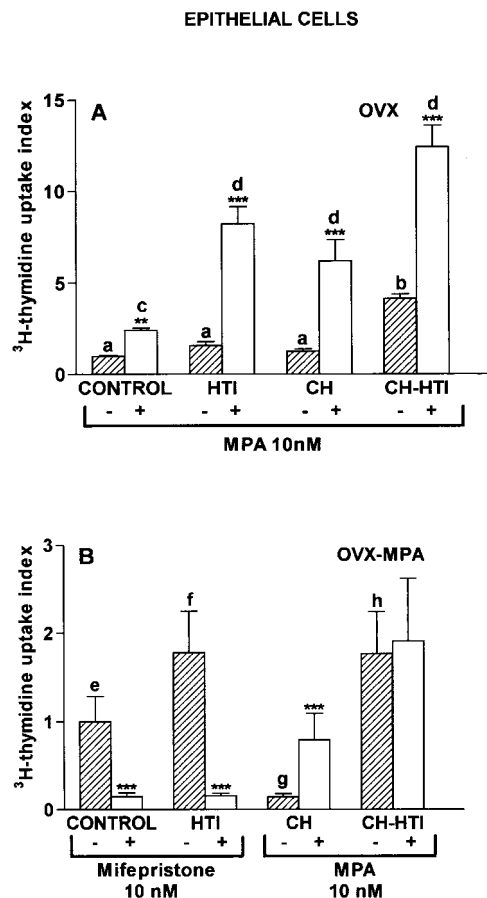 EPITHELIAL CELLS
A
OVX
³H-thymidine uptake index
15
10
5
0
a
c
**
a
d
***
a
d
***
b
d
***
CONTROL HTI CH CH-HTI
- + - + - + - +
MPA 10nM
B
OVX-MPA
³H-thymidine uptake index
3
2
1
0
e
***
f
***
g
***
h
CONTROL HTI CH CH-HTI
- + - + - + - +
Mifepristone MPA
10 nM 10 nM